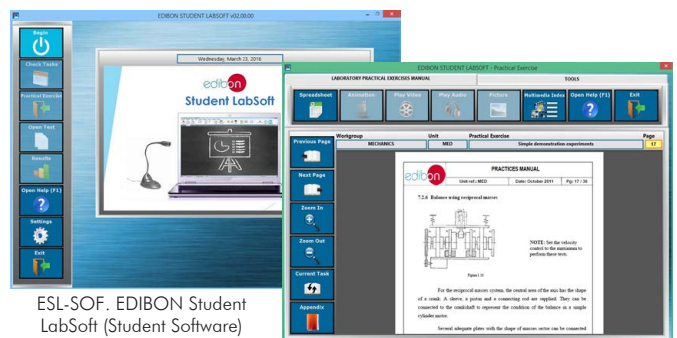 EDIBON STUDENT LABSOFT v02.00.00
Begin
Check Tasks
Practical Exercise
Open Test
Results
Open Help (F1)
Settings
Exit
Wednesday, March 23, 2016
edibon
Student LabSoft
ESL-SOF. EDIBON Student
LabSoft (Student Software)
EDIBON STUDENT LABSOFT - Practical Exercise
LABORATORY PRACTICAL EXERCISES MANUAL
TOOLS
Spreadsheet
Animation
Play Video
Play Audio
Picture
Multimedia Index
Open Help (F1)
Exit
Previous Page
Next Page
Zoom In
Zoom Out
Current Task
Appendix
Workgroup Unit Practical Exercise Page
MECHANICS MED Simple demonstration experiments 17
edibon
PRACTICES MANUAL
Unit ref.: MED Date: October 2011 Pg: 17 / 36
7.2.6 Balance using reciprocal masses
NOTE: Set the velocity
control to the maximum to
perform these tests.
For the reciprocal masses system, the central area of the axis has the shape
of a crank. A sleeve, a piston and a connecting rod are supplied. They can be
connected to the crankshaft to represent the condition of the balance in a simple
cylinder motor.
Several adequate plates with the shape of masses sector can be connected